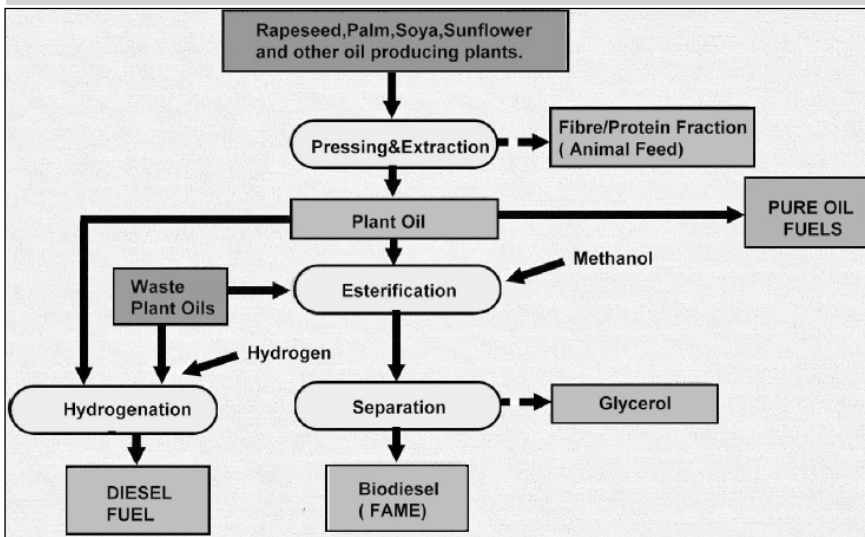 Rapeseed,Palm,Soya,Sunflower
and other oil producing plants.
Pressing&Extraction
Fibre/Protein Fraction
( Animal Feed)
Plant Oil
PURE OIL
FUELS
Methanol
Waste
Plant Oils
Esterification
Hydrogen
Hydrogenation
Separation
Glycerol
DIESEL
FUEL
Biodiesel
( FAME)